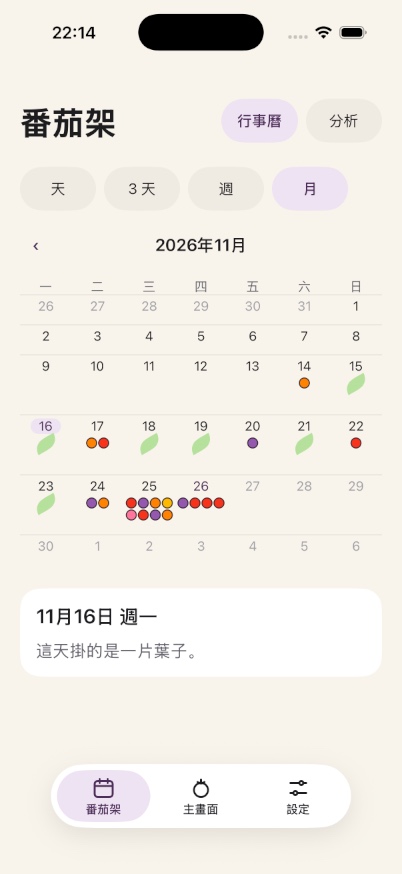 22:14
番茄架
行事曆 分析
天 3 天 週 月
‹ 2026年11月
一 二 三 四 五 六 日
26 27 28 29 30 31 1
2 3 4 5 6 7 8
9 10 11 12 13 14 15
16 17 18 19 20 21 22
23 24 25 26 27 28 29
30 1 2 3 4 5 6
11月16日 週一
這天掛的是一片葉子。
番茄架 主畫面 設定